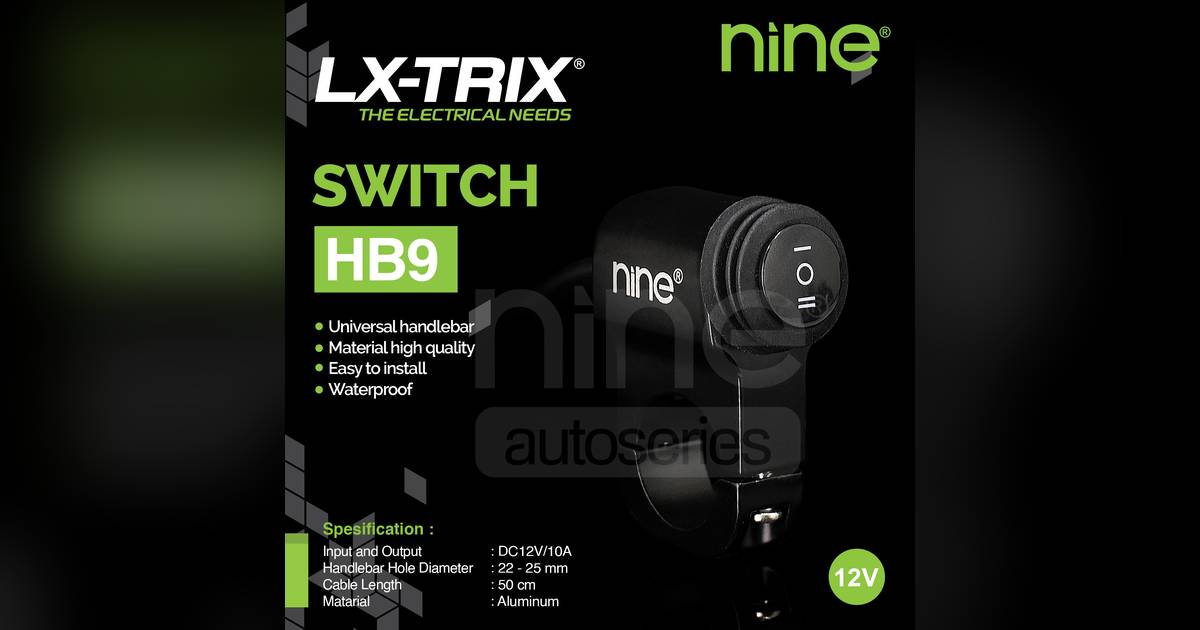 nine®
LX-TRIX®
THE ELECTRICAL NEEDS
SWITCH
HB9
Universal handlebar
Material high quality
Easy to install
Waterproof
nine®
I
O
II
nine
autoseries
Spesification :
Input and Output : DC12V/10A
Handlebar Hole Diameter : 22 - 25 mm
Cable Length : 50 cm
Matarial : Aluminum
12V